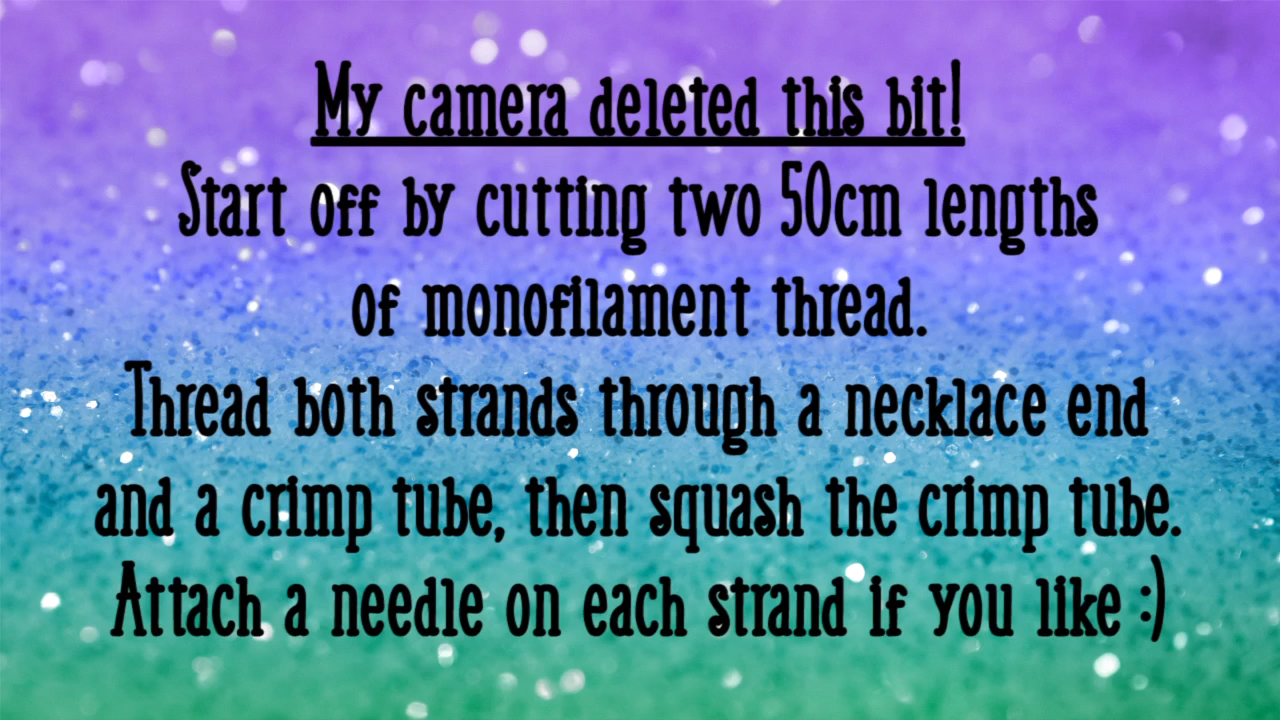 My camera deleted this bit!
Start off by cutting two 50cm lengths
of monofilament thread.
Thread both strands through a necklace end
and a crimp tube, then squash the crimp tube.
Attach a needle on each strand if you like :)